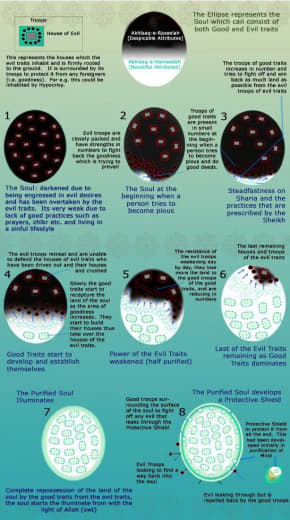 Troops
House of Evil
This represents the houses which the
evil traits inhabit and is firmly rooted
to the ground. It is surrounded by its
troops to protect it from any foreigners
(i.e. goodness). For e.g. this could be
inhabited by Hypocrisy.
Akhlaaq-e-Razeelah
(Despicable Attributes)
Akhlaaq-e-Hameedah
(Beautiful Attributes)
The Ellipse represents the
Soul which can consist of
both Good and Evil traits
1
Evil troops are
closely packed and
have strengths in
numbers to fight
back the goodness
which is trying to
prevail
The Soul: darkened due to
being engrossed in evil desires
and has been overtaken by the
evil traits. Its very weak due to
lack of good practices such as
prayers, zhikr etc. and living in
a sinful lifestyle
2
Troops of
good traits
are present
in small
numbers at
the begin-
ning when a
person tries
to become
pious and do
good deeds.
The Soul at the
beginning when a
person tries to
become pious
The troops of good traits
increase in number and
tries to fight off and win
back as much land as
possible from the evil
troops of evil traits
3
Steadfastness on
Sharia and the
practices that are
prescribed by the
Sheikh
The evil troops retreat and are unable
to defend the houses of evil traits who
have been driven out and their houses
and crushed
4
Slowly the good
traits start to
recapture the
land of the soul
as the area of
goodness
increases. They
start to build
their houses thus
take over the
houses of the
evil traits.
Good Traits start to
develop and establish
themselves
5
The resistance of
the evil troops
weakening day
by day, they lose
more the land to
the good troops of
the good traits,
and are reducing
in numbers
Power of the Evil Traits
weakened (half purified)
The last remaining
houses and troops
of the evil traits
6
Last of the Evil Traits
remaining as Good
Traits dominates
The Purified Soul
Illuminates
7
Complete repossession of the land of the
soul by the good traits from the evil traits,
the soul starts the illuminate from with the
light of Allah (swt)
The Purified Soul develops
a Protective Shield
Good troops sur-
rounding the surface
of the soul to fight
off any evil that
leaks through the
Protective Shield
8
Evil Troops
looking to find a
way back into
the soul
Protective Shield
to protect it from
the evil. The
had been devel-
oped initially in
purification of
Mind
Evil leaking through but is
repelled back by the good troops